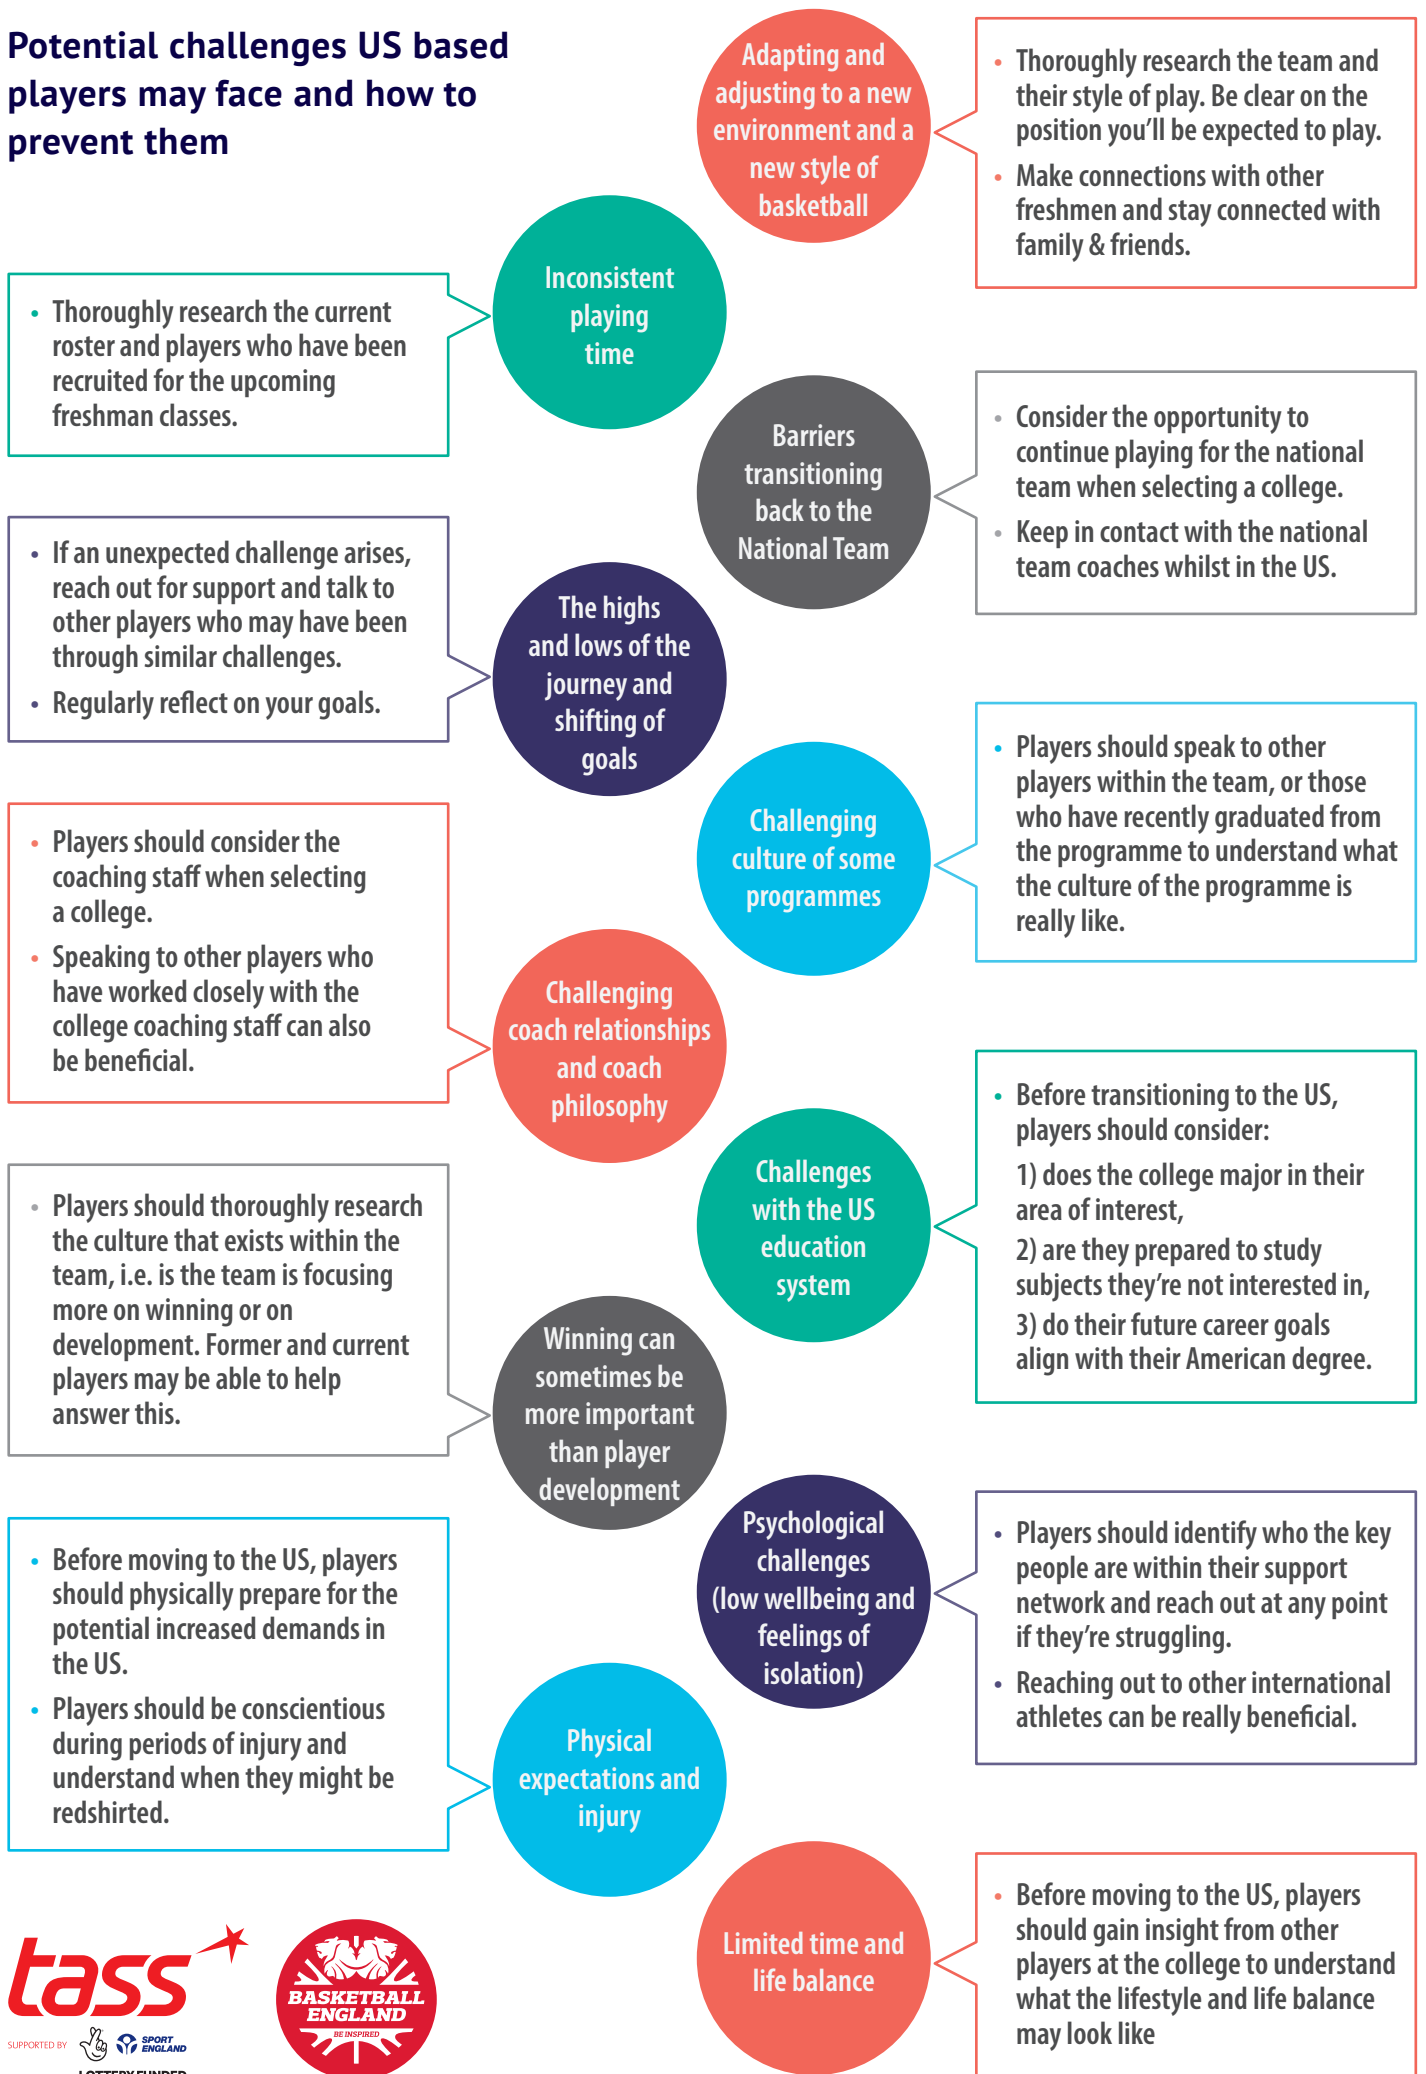 Potential challenges US based
players may face and how to
prevent them
Adapting and
adjusting to a new
environment and a
new style of
basketball
• Thoroughly research the team and
their style of play. Be clear on the
position you'll be expected to play.
• Make connections with other
freshmen and stay connected with
family & friends.
Inconsistent
playing
time
• Thoroughly research the current
roster and players who have been
recruited for the upcoming
freshman classes.
Barriers
transitioning
back to the
National Team
• Consider the opportunity to
continue playing for the national
team when selecting a college.
• Keep in contact with the national
team coaches whilst in the US.
The highs
and lows of the
journey and
shifting of
goals
• If an unexpected challenge arises,
reach out for support and talk to
other players who may have been
through similar challenges.
• Regularly reflect on your goals.
Challenging
culture of some
programmes
• Players should speak to other
players within the team, or those
who have recently graduated from
the programme to understand what
the culture of the programme is
really like.
Challenging
coach relationships
and coach
philosophy
• Players should consider the
coaching staff when selecting
a college.
• Speaking to other players who
have worked closely with the
college coaching staff can also
be beneficial.
Challenges
with the US
education
system
• Before transitioning to the US,
players should consider:
1) does the college major in their
area of interest,
2) are they prepared to study
subjects they're not interested in,
3) do their future career goals
align with their American degree.
Winning can
sometimes be
more important
than player
development
• Players should thoroughly research
the culture that exists within the
team, i.e. is the team is focusing
more on winning or on
development. Former and current
players may be able to help
answer this.
Psychological
challenges
(low wellbeing and
feelings of
isolation)
• Players should identify who the key
people are within their support
network and reach out at any point
if they're struggling.
• Reaching out to other international
athletes can be really beneficial.
Physical
expectations and
injury
• Before moving to the US, players
should physically prepare for the
potential increased demands in
the US.
• Players should be conscientious
during periods of injury and
understand when they might be
redshirted.
Limited time and
life balance
• Before moving to the US, players
should gain insight from other
players at the college to understand
what the lifestyle and life balance
may look like
tass
SUPPORTED BY
SPORT
ENGLAND
LOTTERY FUNDED
BASKETBALL
ENGLAND
BE INSPIRED